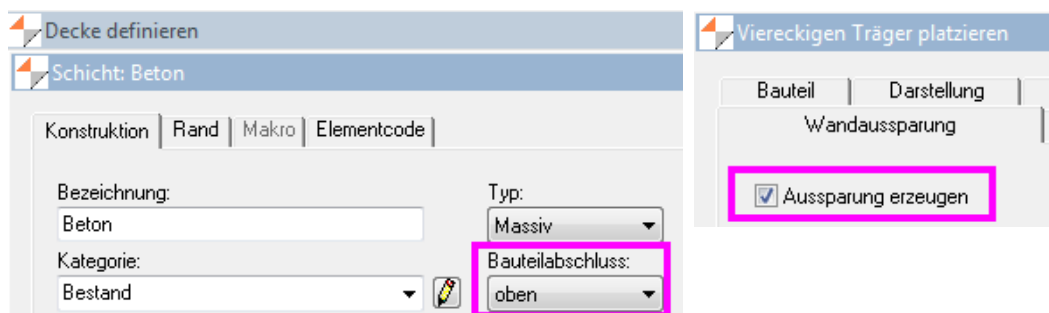 Decke definieren
Schicht: Beton
Konstruktion Rand Makro Elementcode
Bezeichnung: Typ:
Beton Massiv
Kategorie: Bauteilabschluss:
Bestand oben
Viereckigen Träger platzieren
Bauteil Darstellung
Wandaussparung
Aussparung erzeugen